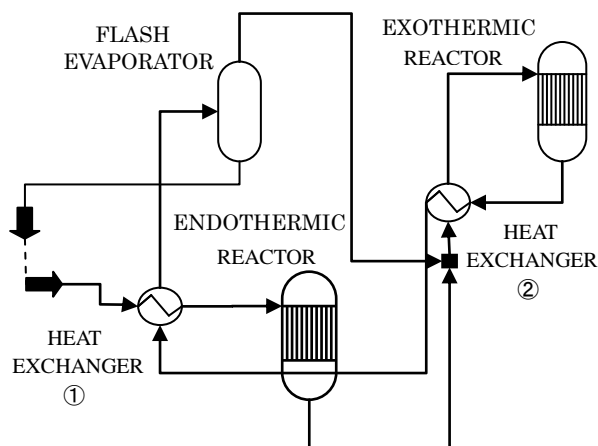 FLASH
EVAPORATOR
EXOTHERMIC
REACTOR
ENDOTHERMIC
REACTOR
HEAT
EXCHANGER
②
HEAT
EXCHANGER
①